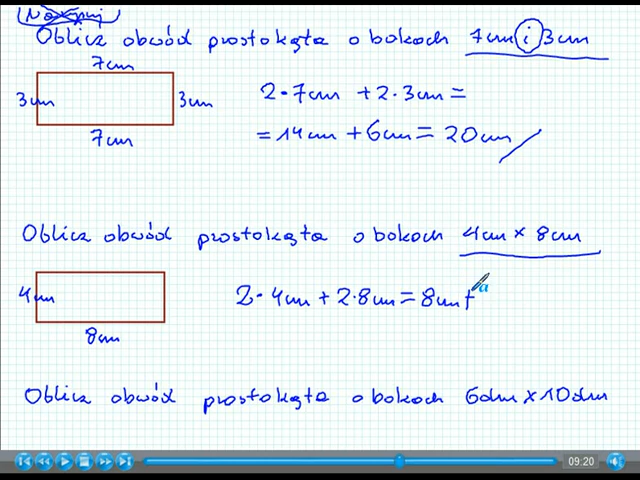 Narysuj
Oblicz obwód prostokąta o bokach 7cm i 3cm
7cm
3cm
3cm
7cm
2·7cm + 2·3cm =
= 14cm + 6cm = 20cm
Oblicz obwód prostokąta o bokach 4cm x 8cm
4cm
8cm
2·4cm + 2·8cm = 8cm +
Oblicz obwód prostokąta o bokach 6dm x 10dm
09:20